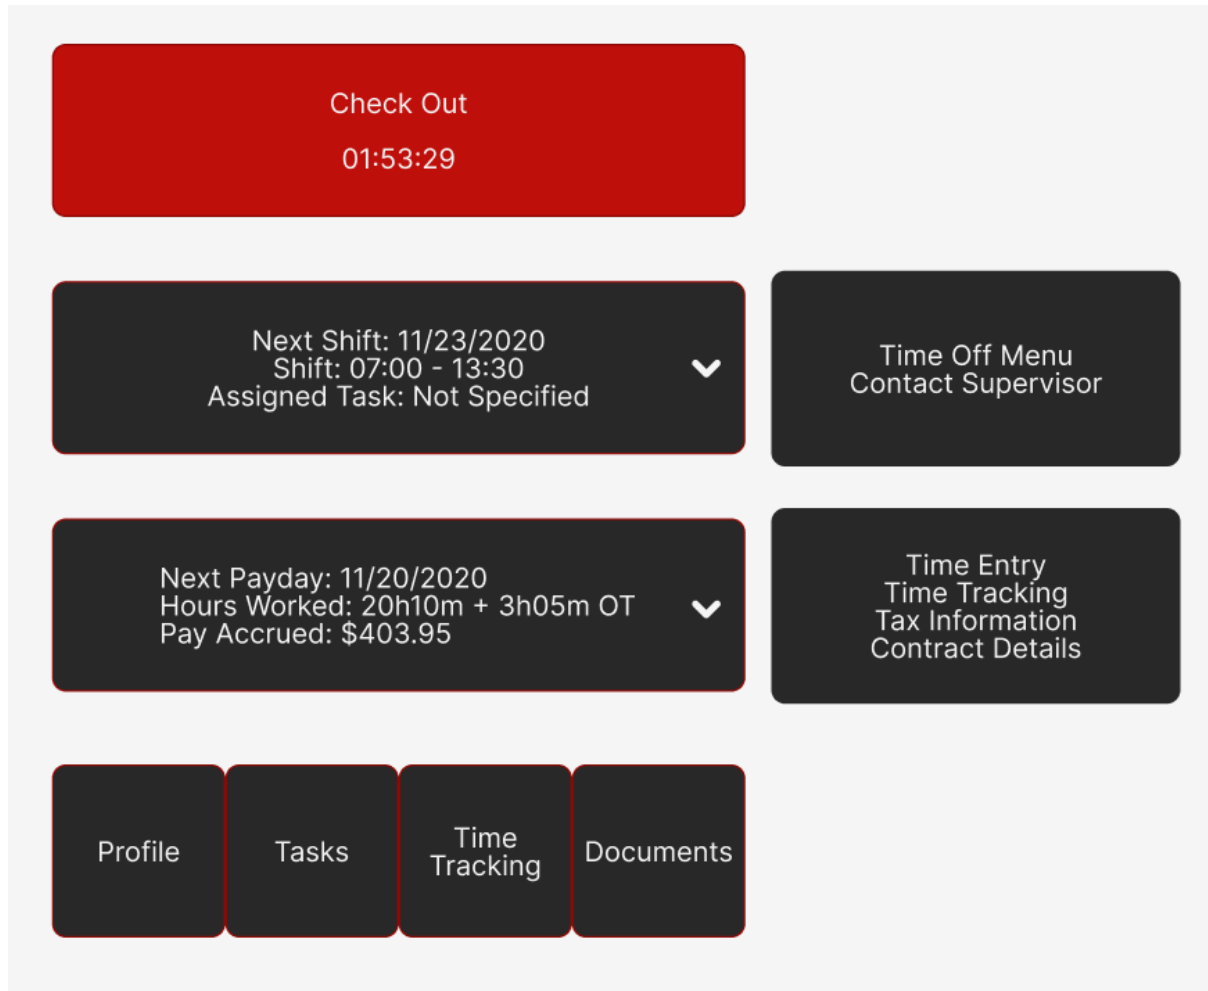 Check Out
01:53:29
Next Shift: 11/23/2020
Shift: 07:00 - 13:30
Assigned Task: Not Specified
Time Off Menu
Contact Supervisor
Next Payday: 11/20/2020
Hours Worked: 20h10m + 3h05m OT
Pay Accrued: $403.95
Time Entry
Time Tracking
Tax Information
Contract Details
Profile
Tasks
Time
Tracking
Documents